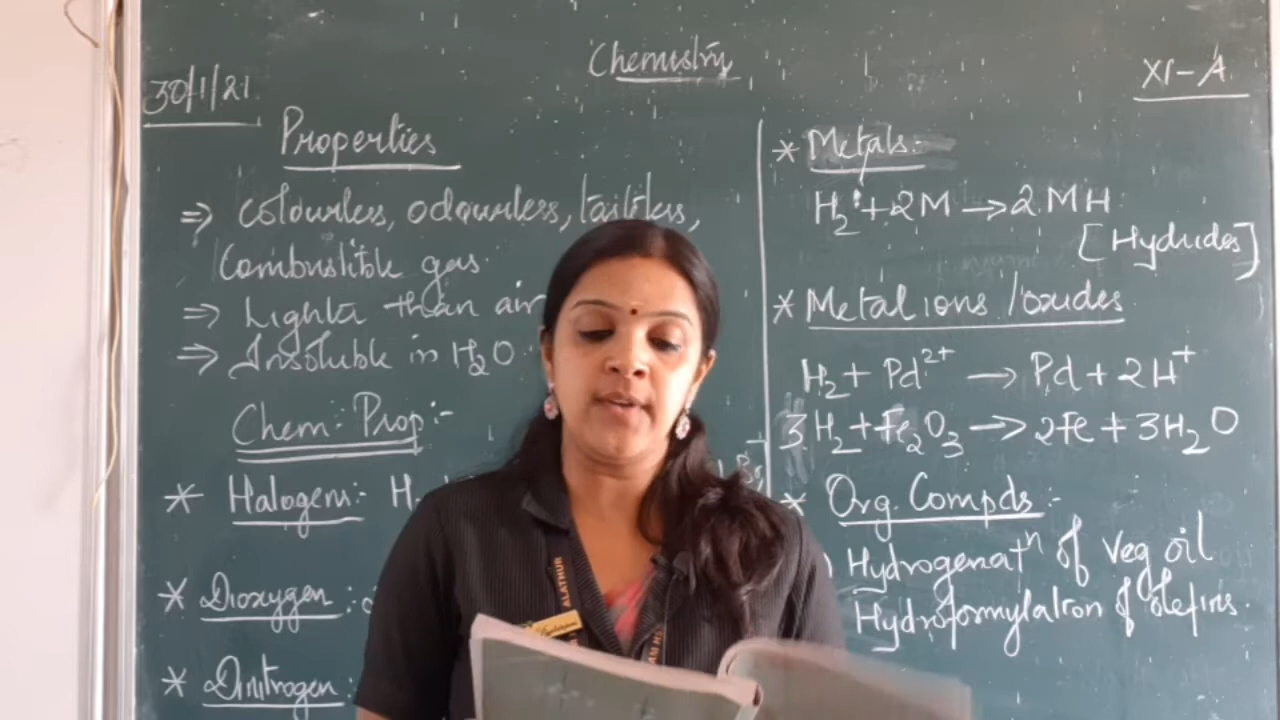 Chemistry
30/1/21
XI-A
Properties
⇒ Colourless, odourless, tasteless,
Combustible gas.
⇒ Lighter than air
⇒ Insoluble in H₂O
Chem: Prop:-
* Halogens:- H
* Dioxygen:
* Dinitrogen:
* Metals:-
H₂ + 2M → 2MH
[Hydrides]
* Metal ions / oxides
H₂ + Pd²⁺ → Pd + 2H⁺
3H₂ + Fe₂O₃ → 2Fe + 3H₂O
* Org. Compds:-
) Hydrogenatⁿ of Veg oil
Hydroformylation of olefins.
ALATHUR